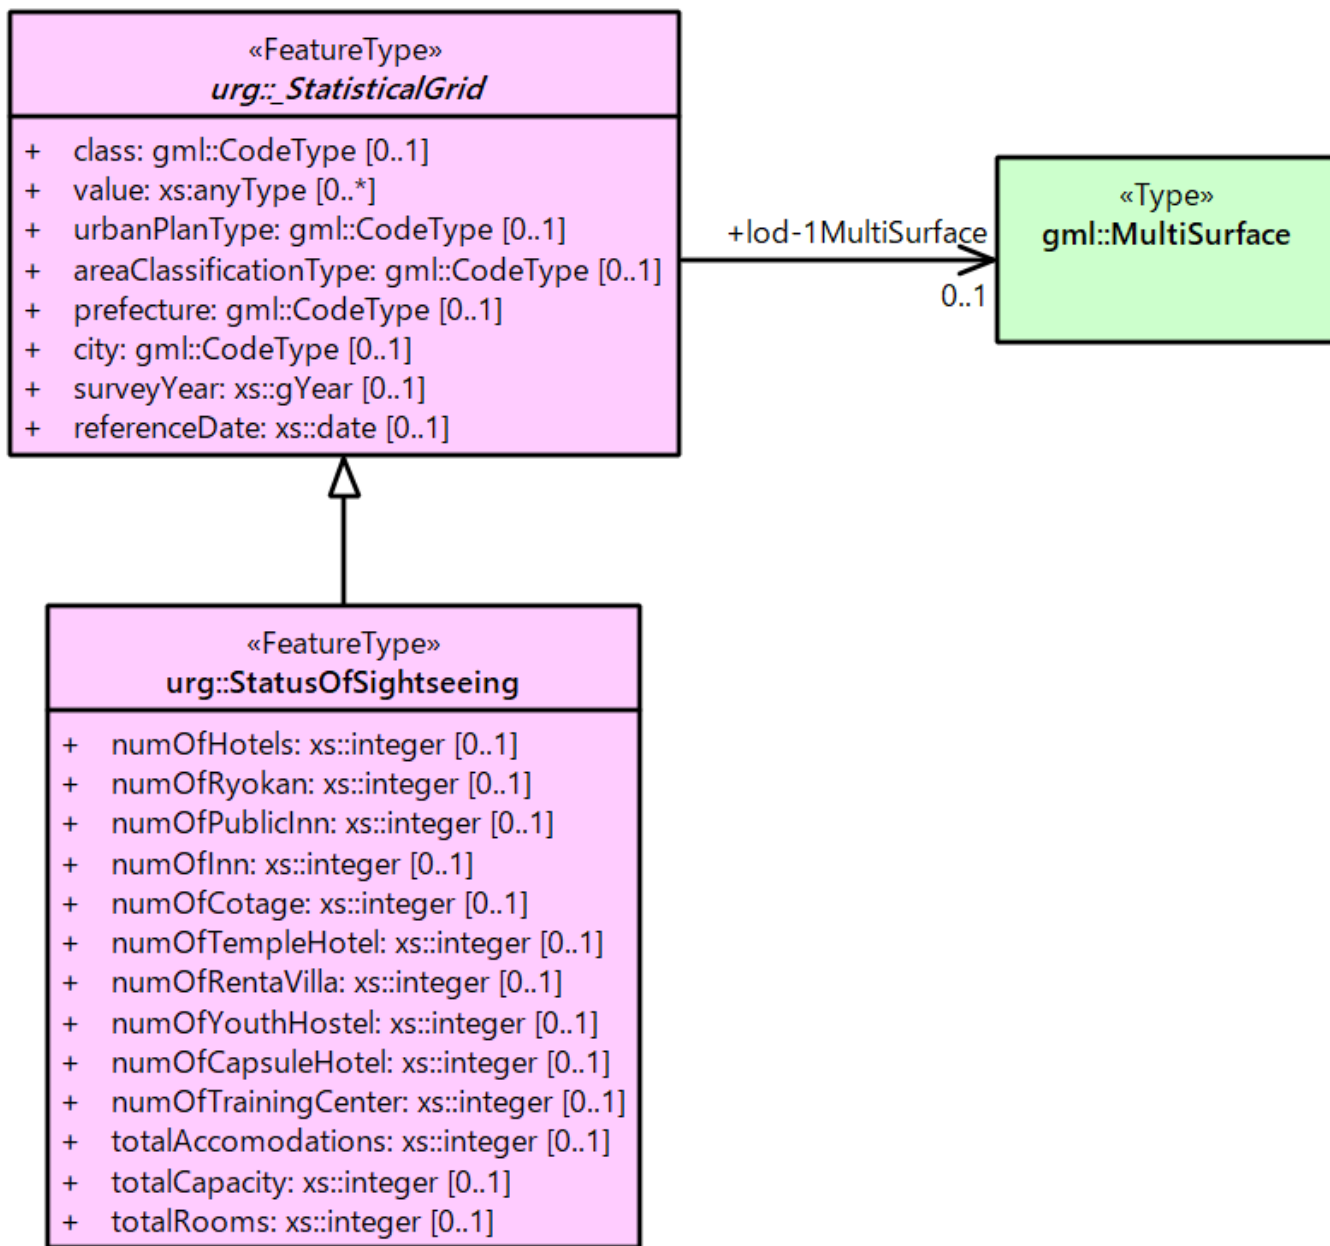 «FeatureType»
urg::_StatisticalGrid
+ class: gml::CodeType [0..1]
+ value: xs:anyType [0..*]
+ urbanPlanType: gml::CodeType [0..1]
+ areaClassificationType: gml::CodeType [0..1]
+ prefecture: gml::CodeType [0..1]
+ city: gml::CodeType [0..1]
+ surveyYear: xs::gYear [0..1]
+ referenceDate: xs::date [0..1]
+lod-1MultiSurface
0..1
«Type»
gml::MultiSurface
«FeatureType»
urg::StatusOfSightseeing
+ numOfHotels: xs::integer [0..1]
+ numOfRyokan: xs::integer [0..1]
+ numOfPublicInn: xs::integer [0..1]
+ numOfInn: xs::integer [0..1]
+ numOfCotage: xs::integer [0..1]
+ numOfTempleHotel: xs::integer [0..1]
+ numOfRentaVilla: xs::integer [0..1]
+ numOfYouthHostel: xs::integer [0..1]
+ numOfCapsuleHotel: xs::integer [0..1]
+ numOfTrainingCenter: xs::integer [0..1]
+ totalAccomodations: xs::integer [0..1]
+ totalCapacity: xs::integer [0..1]
+ totalRooms: xs::integer [0..1]